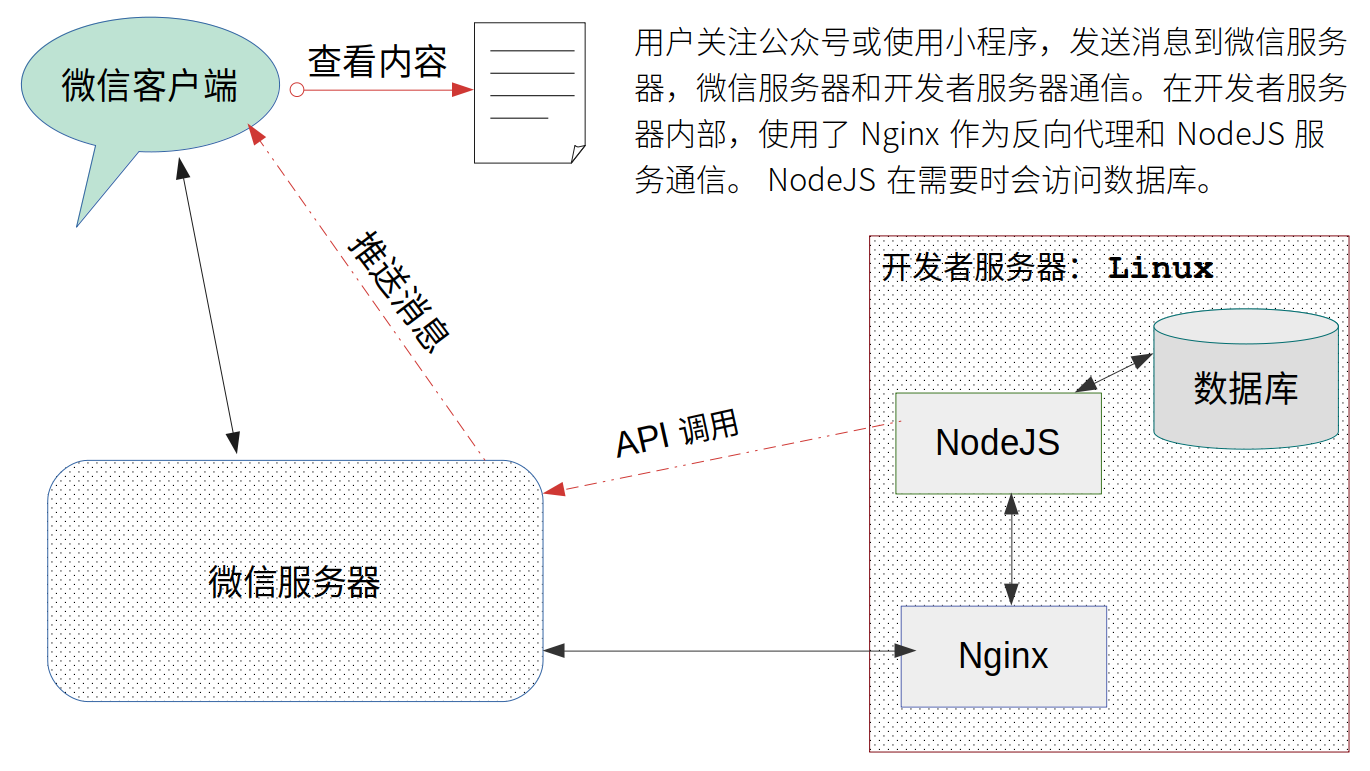 微信客户端
查看内容
用户关注公众号或使用小程序，发送消息到微信服务
器，微信服务器和开发者服务器通信。在开发者服务
器内部，使用了 Nginx 作为反向代理和 NodeJS 服
务通信。 NodeJS 在需要时会访问数据库。
推送消息
开发者服务器： Linux
数据库
API 调用
NodeJS
微信服务器
Nginx